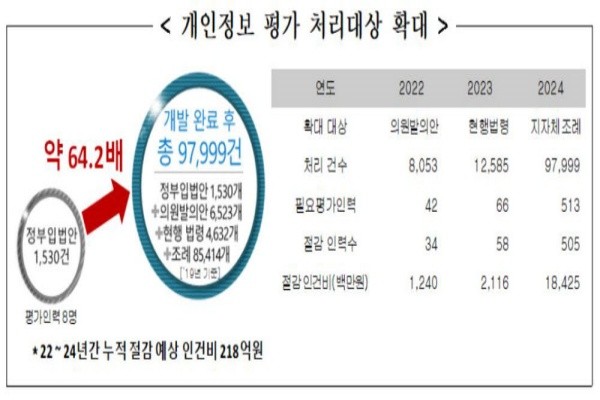 < 개인정보 평가 처리대상 확대 >
약 64.2배
정부입법안
1,530건
평가인력 8명
개발 완료 후
총 97,999건
정부입법안 1,530개
+의원발의안 6,523개
+현행 법령 4,632개
+조례 85,414개
['19년 기준]
연도 2022 2023 2024
확대 대상 의원발의안 현행법령 지자체조례
처리 건수 8,053 12,585 97,999
필요평가인력 42 66 513
절감 인력수 34 58 505
절감 인건비(백만원) 1,240 2,116 18,425
* 22 ~ 24년간 누적 절감 예상 인건비 218억원